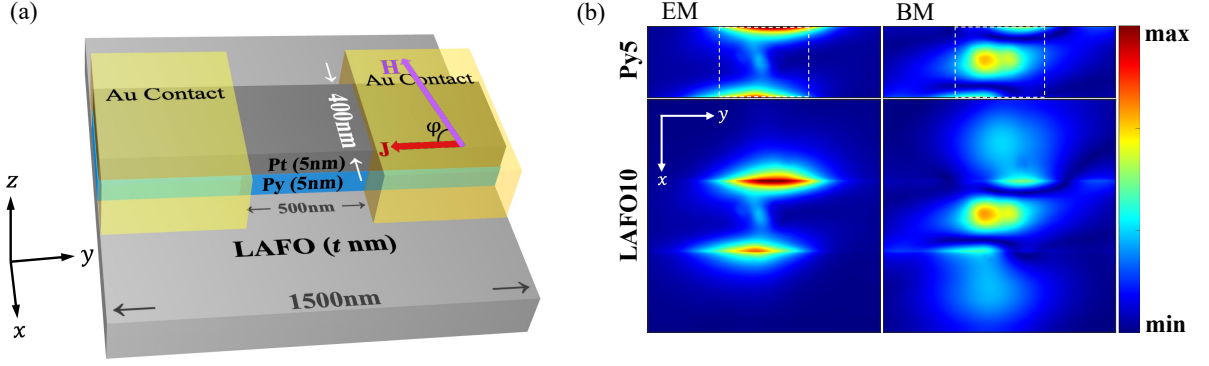 (a)
Au Contact
H
Au Contact
400nm
φ
J
Pt (5nm)
Py (5nm)
500nm
LAFO (t nm)
1500nm
z
y
x
(b)
EM
BM
Py5
LAFO10
y
x
max
min